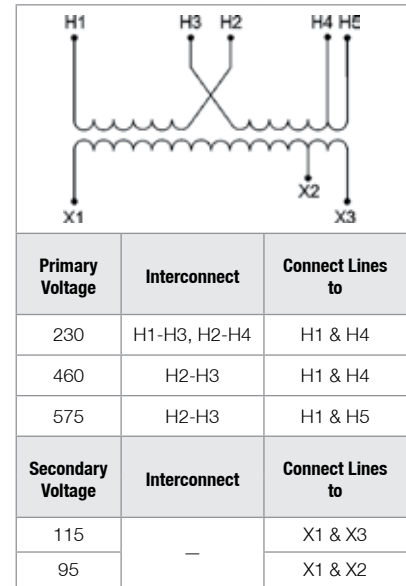 H1 H3 H2 H4 H5
X2
X1 X3
Primary Voltage Interconnect Connect Lines to
230 H1-H3, H2-H4 H1 & H4
460 H2-H3 H1 & H4
575 H2-H3 H1 & H5
Secondary Voltage Interconnect Connect Lines to
115 — X1 & X3
95 X1 & X2